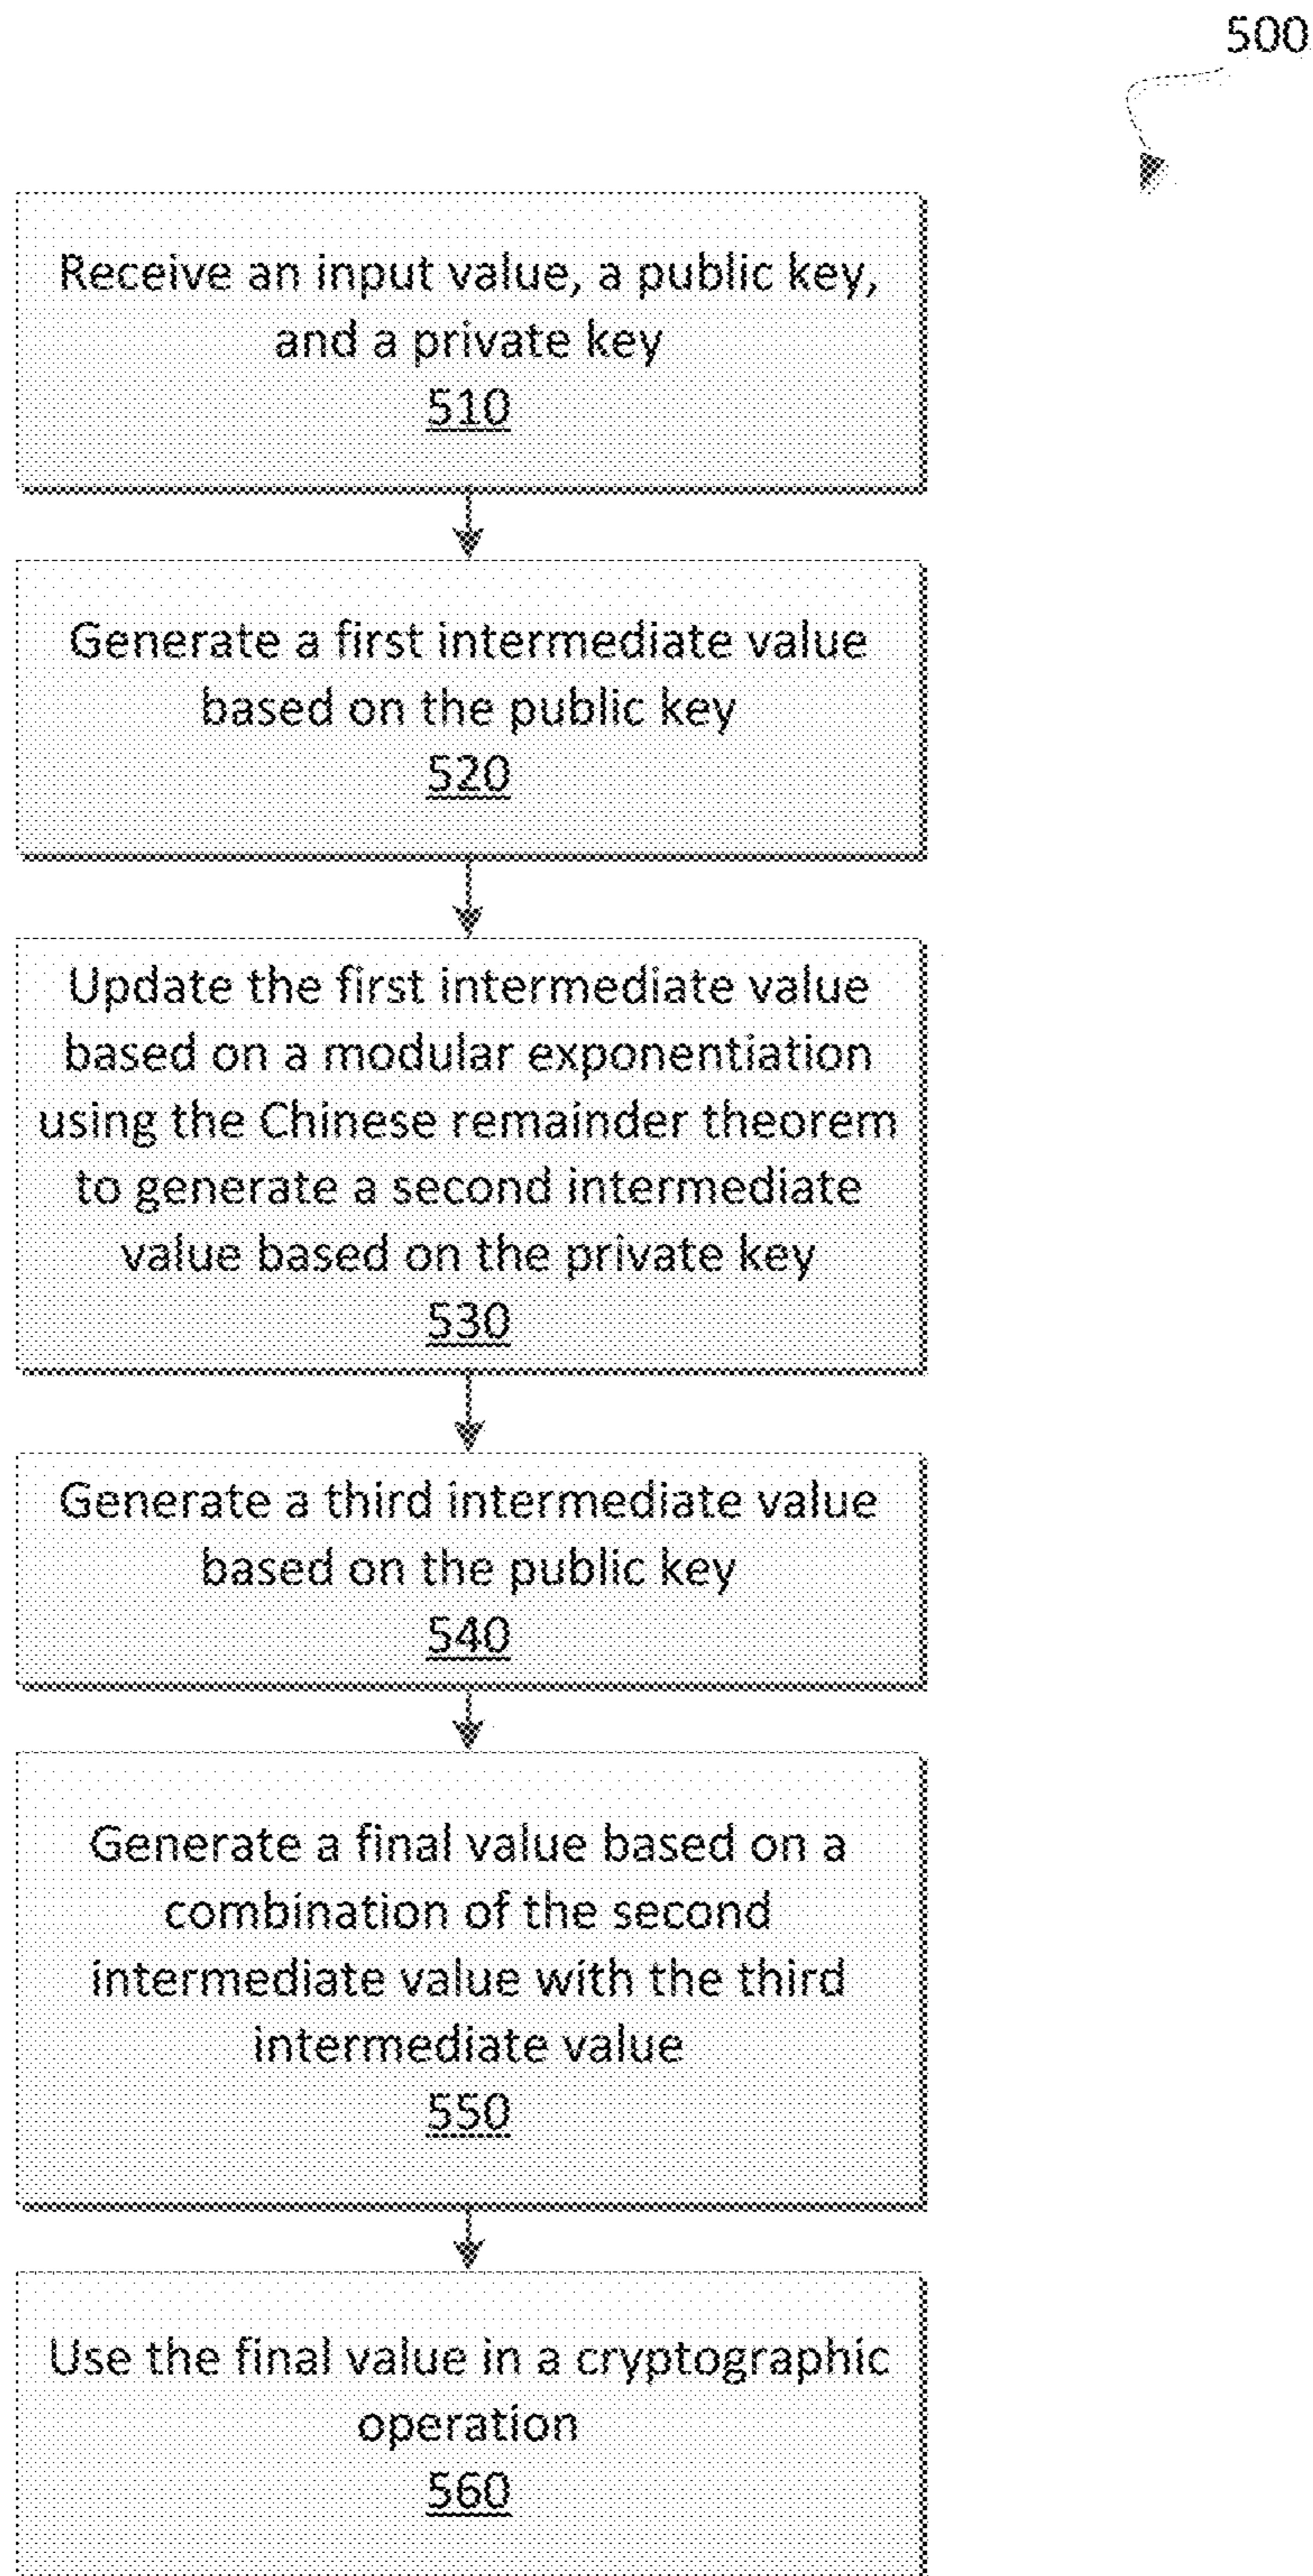 500
Receive an input value, a public key,
and a private key
510
Generate a first intermediate value
based on the public key
520
Update the first intermediate value
based on a modular exponentiation
using the Chinese remainder theorem
to generate a second intermediate
value based on the private key
530
Generate a third intermediate value
based on the public key
540
Generate a final value based on a
combination of the second
intermediate value with the third
intermediate value
550
Use the final value in a cryptographic
operation
560